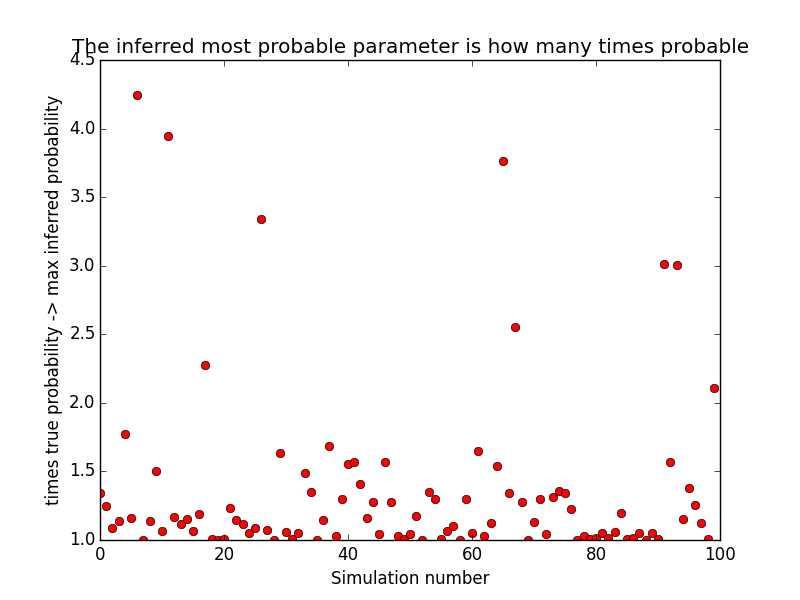 The inferred most probable parameter is how many times probable
times true probability -> max inferred probability
4.5
4.0
3.5
3.0
2.5
2.0
1.5
1.0
0 20 40 60 80 100
Simulation number